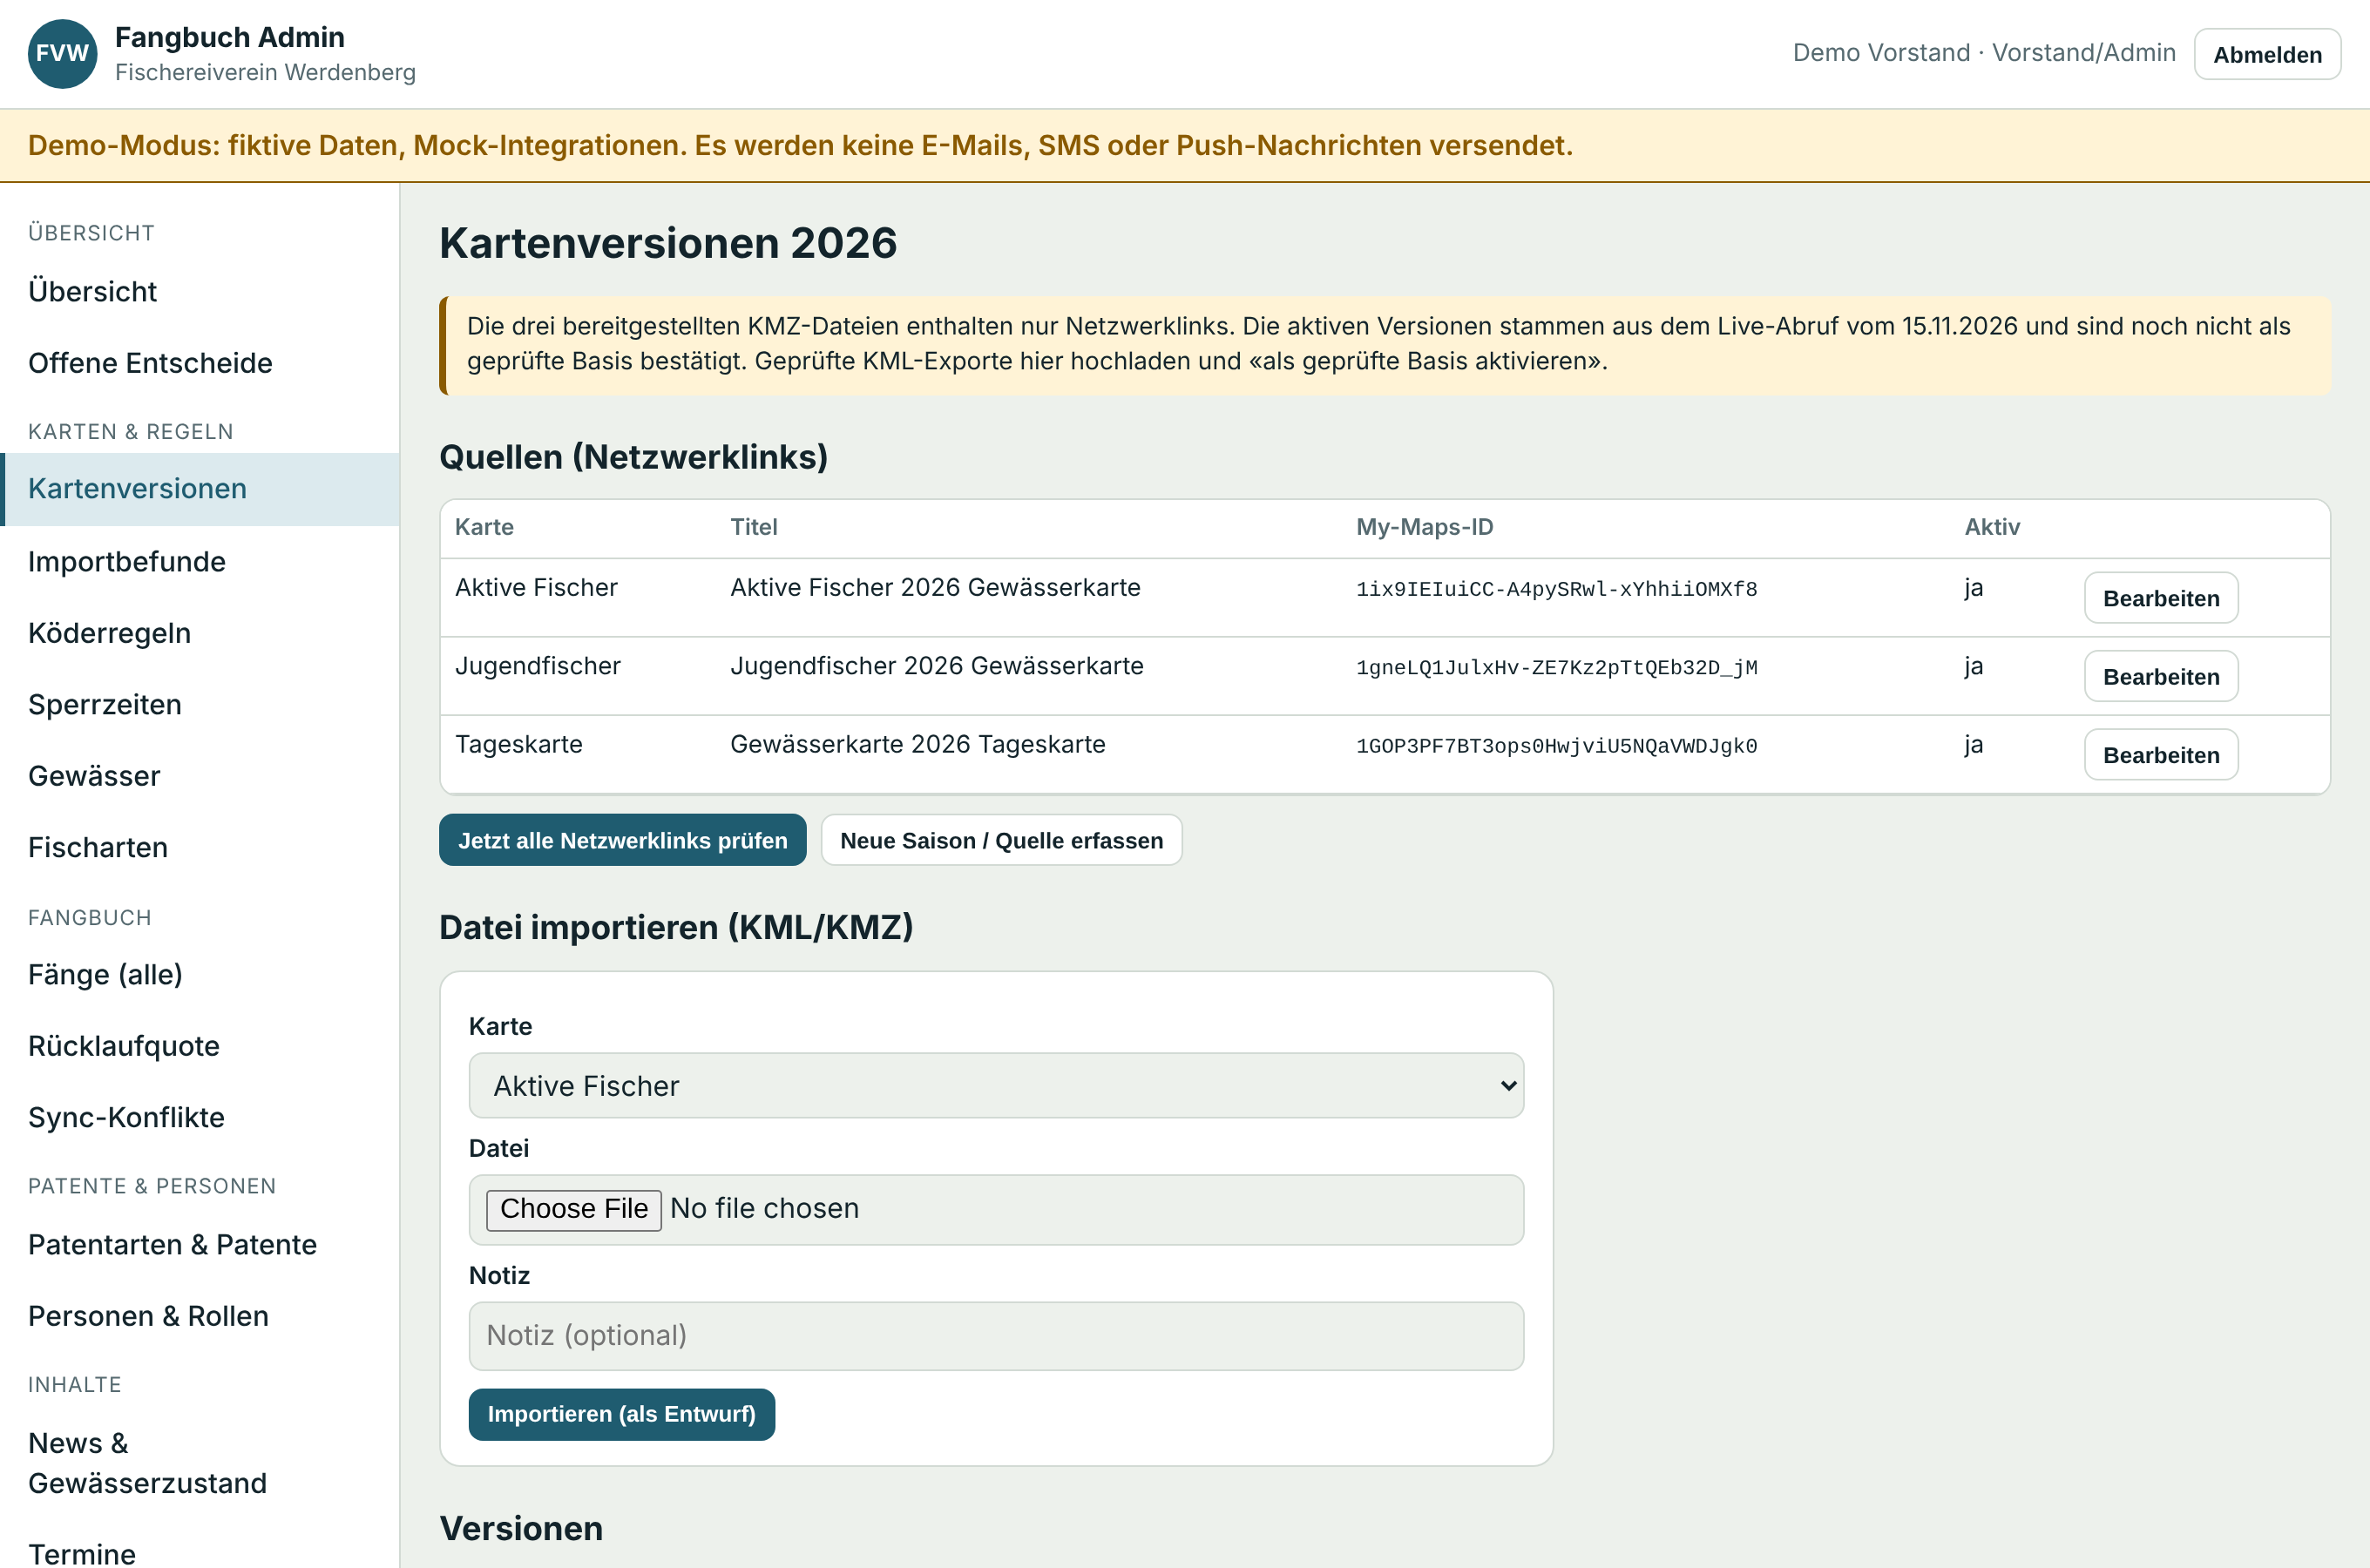 FVW
Fangbuch Admin
Fischereiverein Werdenberg
Demo Vorstand · Vorstand/Admin
Abmelden
Demo-Modus: fiktive Daten, Mock-Integrationen. Es werden keine E-Mails, SMS oder Push-Nachrichten versendet.
ÜBERSICHT
Übersicht
Offene Entscheide
KARTEN & REGELN
Kartenversionen
Importbefunde
Köderregeln
Sperrzeiten
Gewässer
Fischarten
FANGBUCH
Fänge (alle)
Rücklaufquote
Sync-Konflikte
PATENTE & PERSONEN
Patentarten & Patente
Personen & Rollen
INHALTE
News &
Gewässerzustand
Termine
Kartenversionen 2026
Die drei bereitgestellten KMZ-Dateien enthalten nur Netzwerklinks. Die aktiven Versionen stammen aus dem Live-Abruf vom 15.11.2026 und sind noch nicht als
geprüfte Basis bestätigt. Geprüfte KML-Exporte hier hochladen und «als geprüfte Basis aktivieren».
Quellen (Netzwerklinks)
Karte Titel My-Maps-ID Aktiv
Aktive Fischer Aktive Fischer 2026 Gewässerkarte 1ix9IEIuiCC-A4pySRwl-xYhhiiOMXf8 ja Bearbeiten
Jugendfischer Jugendfischer 2026 Gewässerkarte 1gneLQ1JulxHv-ZE7Kz2pTtQEb32D_jM ja Bearbeiten
Tageskarte Gewässerkarte 2026 Tageskarte 1GOP3PF7BT3ops0HwjviU5NQaVWDJgk0 ja Bearbeiten
Jetzt alle Netzwerklinks prüfen Neue Saison / Quelle erfassen
Datei importieren (KML/KMZ)
Karte
Aktive Fischer
Datei
Choose File No file chosen
Notiz
Notiz (optional)
Importieren (als Entwurf)
Versionen